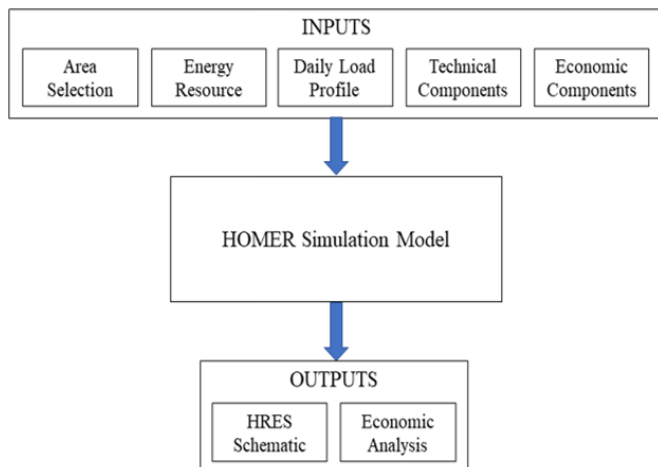 INPUTS
Area
Selection
Energy
Resource
Daily Load
Profile
Technical
Components
Economic
Components
HOMER Simulation Model
OUTPUTS
HRES
Schematic
Economic
Analysis